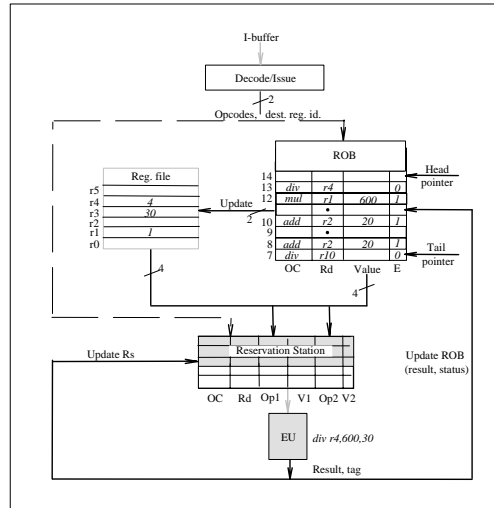 I-buffer
Decode/Issue
2
Opcodes, dest. reg. id.
ROB
Reg. file
r5
r4 4
r3 30
r2
r1 1
r0
Update
2
14
13 div r4 0
12 mul r1 600 1
10 add r2 20 1
9
8 add r2 20 1
7 div r10 0
OC Rd Value E
Head
pointer
Tail
pointer
4
4
Reservation Station
Update Rs
Update ROB
(result, status)
OC Rd Op1 V1 Op2 V2
EU
div r4,600,30
Result, tag